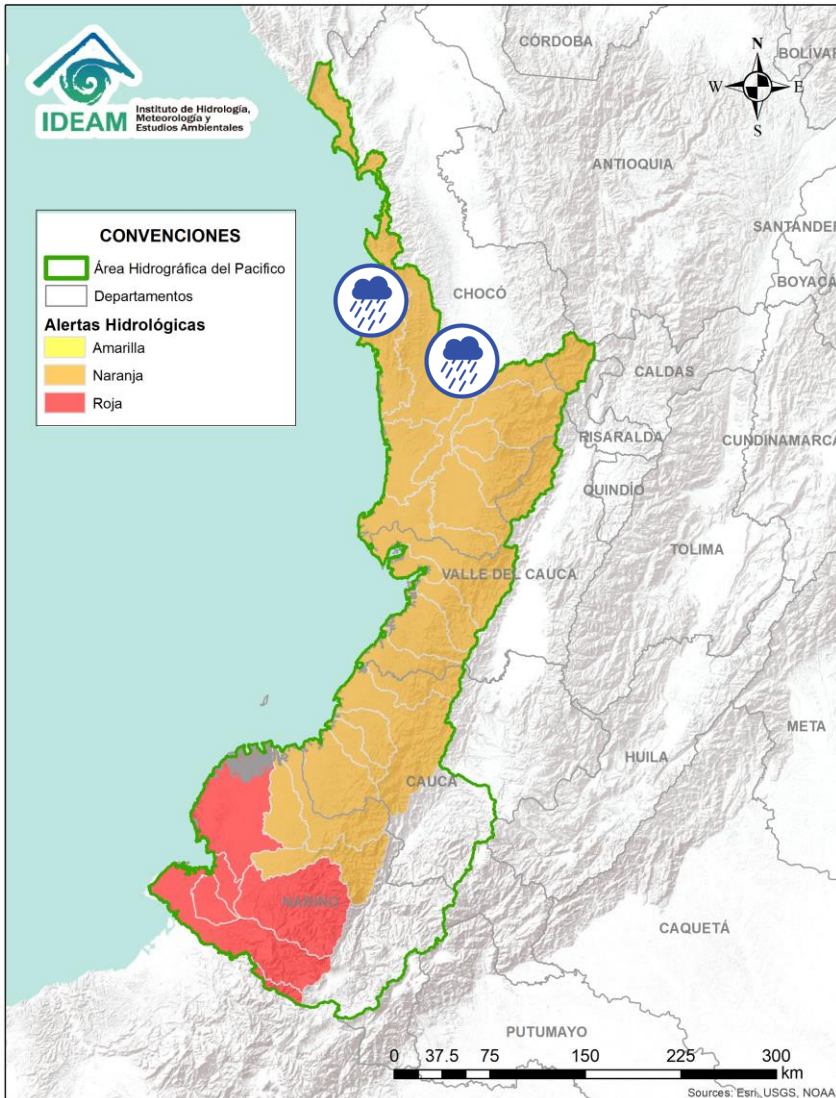 CÓRDOBA
BOLÍVAR
N
W
E
S
IDEAM
Instituto de Hidrología,
Meteorología y
Estudios Ambientales
ANTIOQUIA
SANTANDER
CONVENCIONES
Área Hidrográfica del Pacifico
Departamentos
Alertas Hidrológicas
Amarilla
Naranja
Roja
BOYACÁ
CHOCÓ
CALDAS
RISARALDA
CUNDINAMARCA
QUINDÍO
TOLIMA
VALLE DEL CAUCA
META
HUILA
CAUCA
NARIÑO
CAQUETÁ
PUTUMAYO
0 37.5 75 150 225 300
km
Sources: Esri, USGS, NOAA